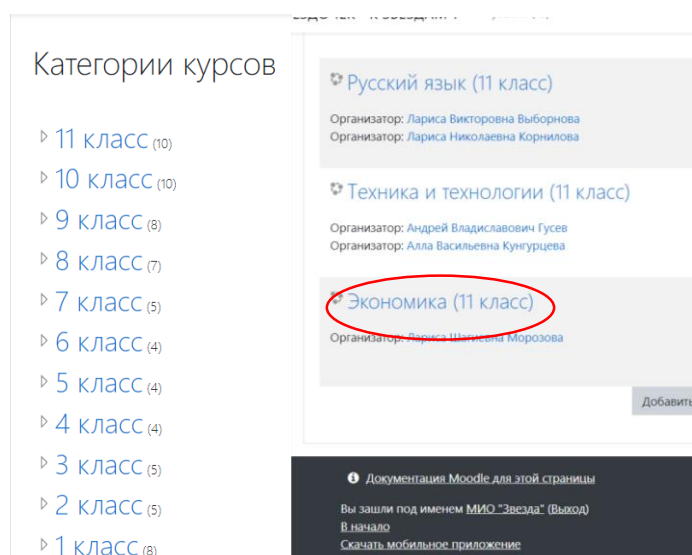 Категории курсов
11 класс (10)
10 класс (10)
9 класс (8)
8 класс (7)
7 класс (5)
6 класс (4)
5 класс (4)
4 класс (4)
3 класс (5)
2 класс (5)
1 класс (8)
Русский язык (11 класс)
Организатор: Лариса Викторовна Выборнова
Организатор: Лариса Николаевна Корнилова
Техника и технологии (11 класс)
Организатор: Андрей Владиславович Гусев
Организатор: Алла Васильевна Кунгурцева
Экономика (11 класс)
Организатор: Лариса Шагиевна Морозова
Добавить
Документация Moodle для этой страницы
Вы зашли под именем МИО "Звезда" (Выход)
В начало
Скачать мобильное приложение